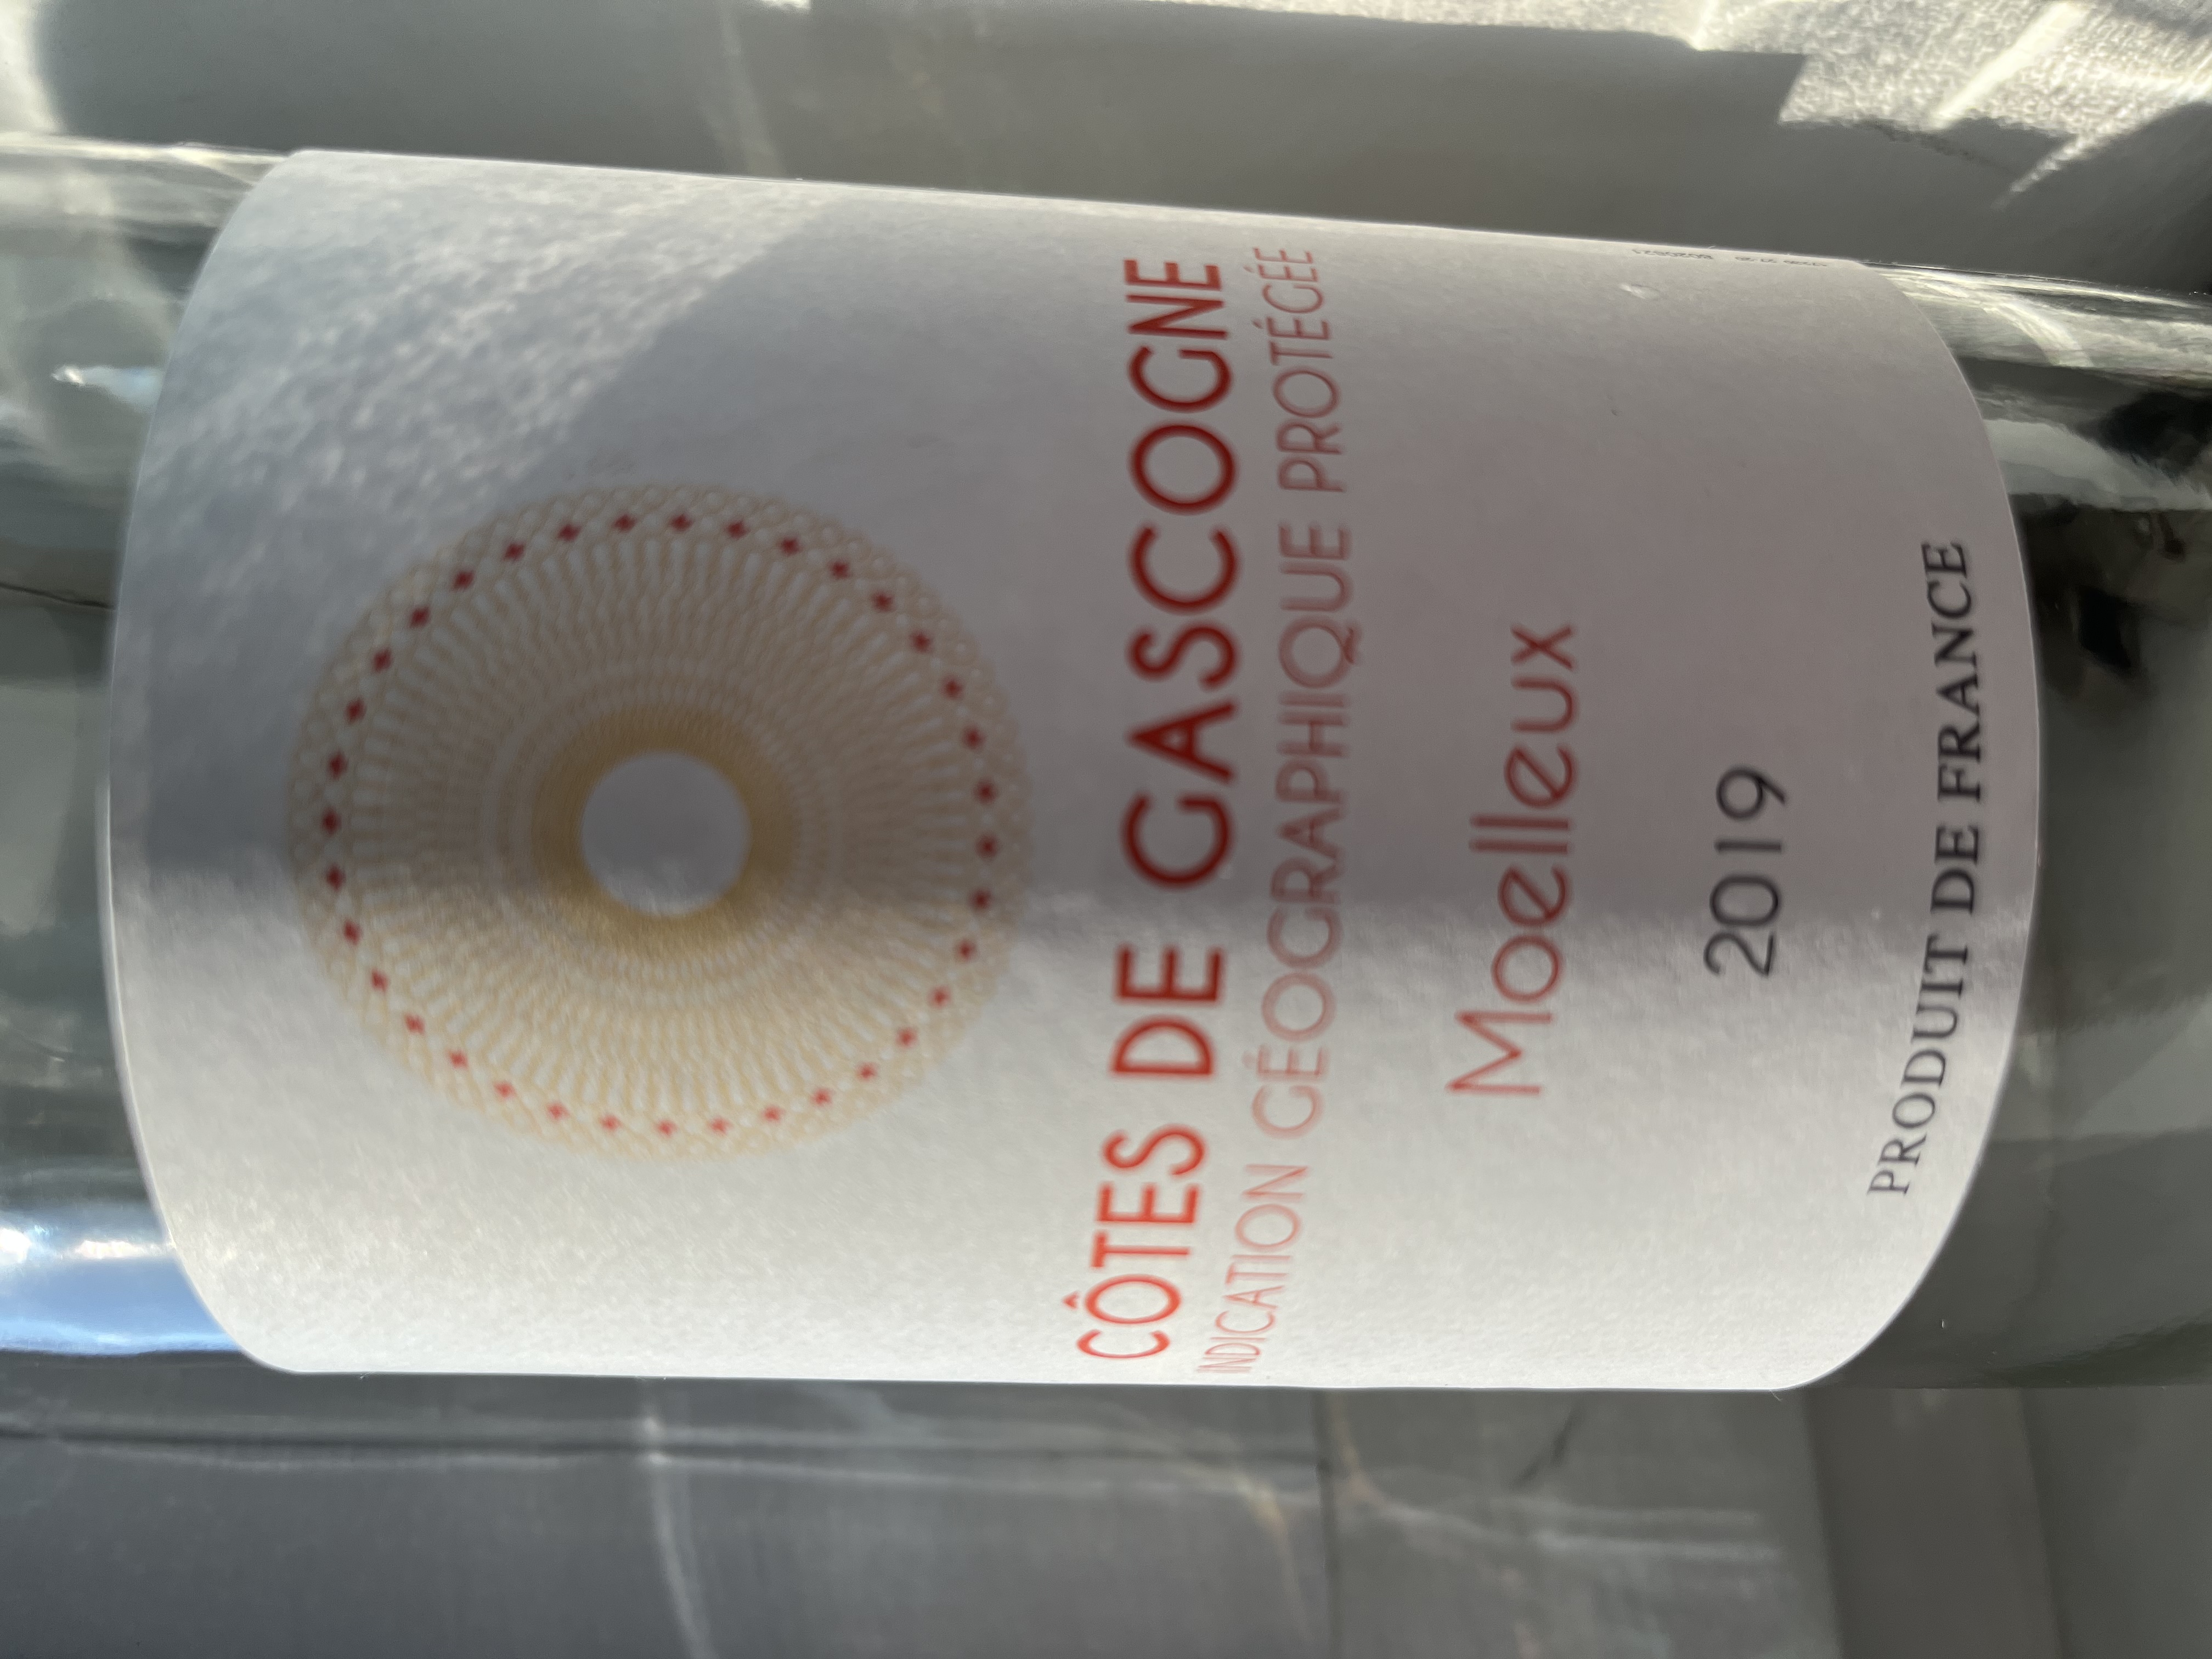 CÔTES DE GASCOGNE
INDICATION GÉOGRAPHIQUE PROTÉGÉE
Moelleux
2019
PRODUIT DE FRANCE